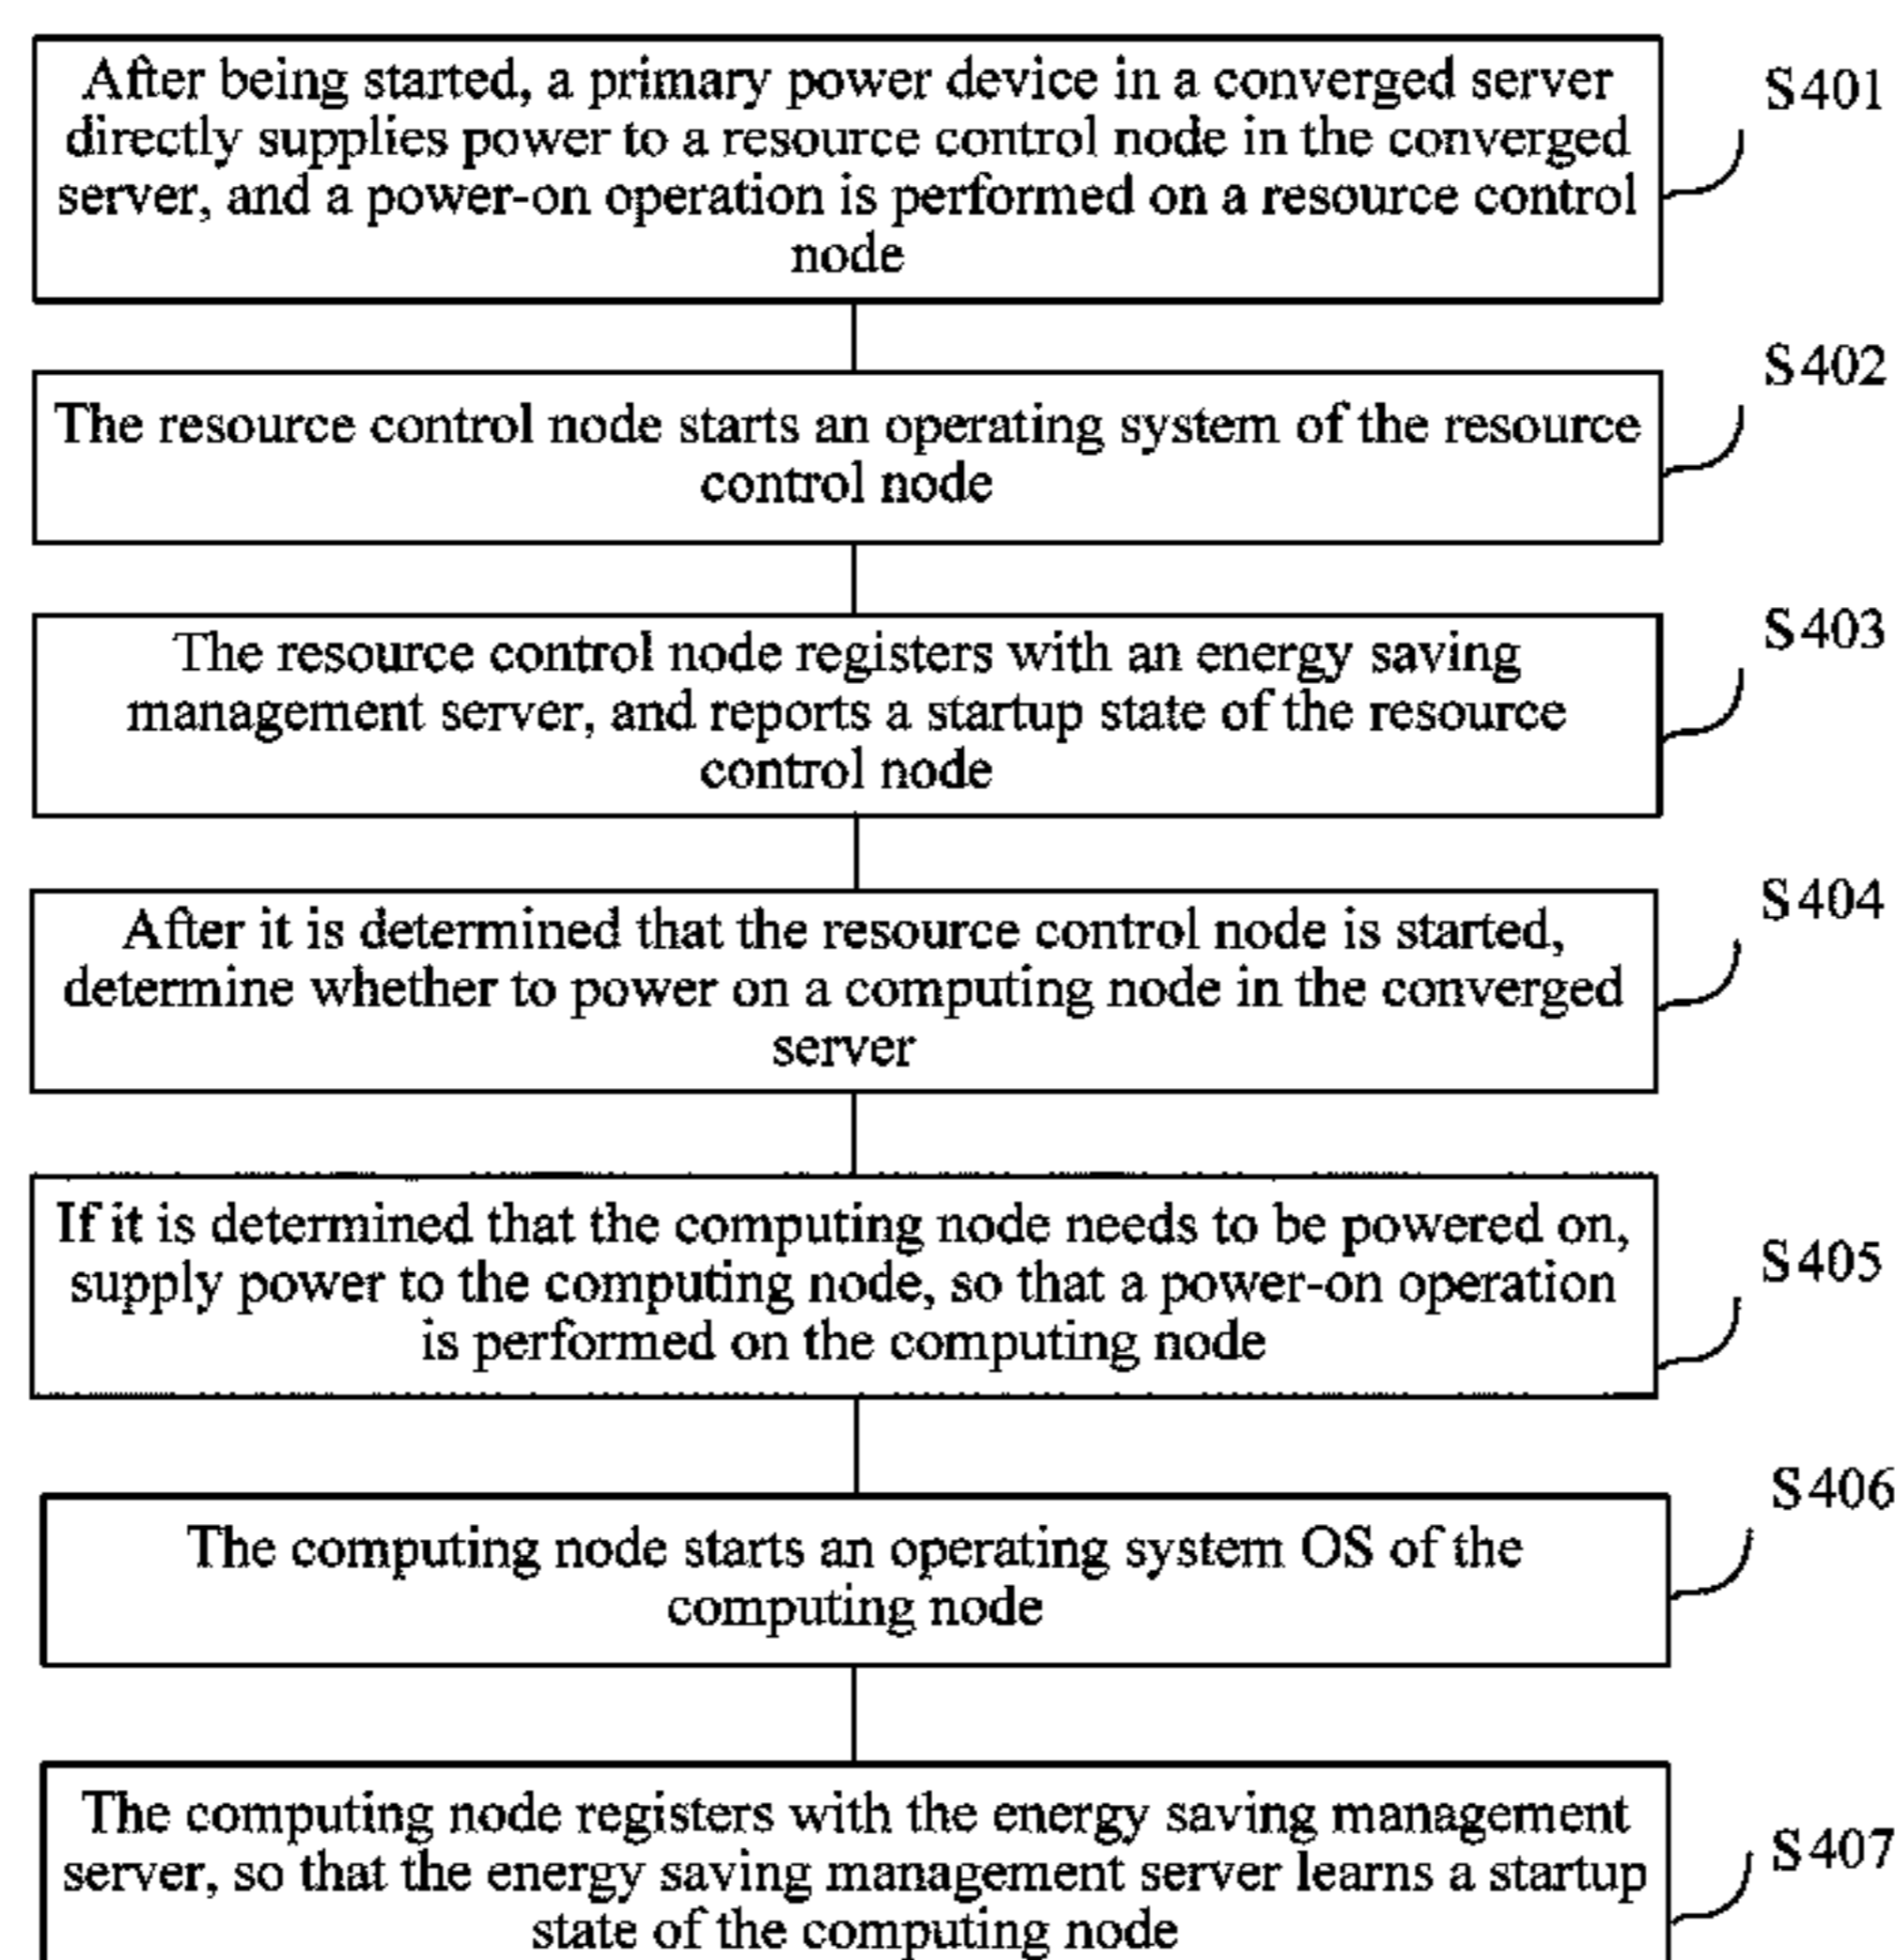 After being started, a primary power device in a converged server
directly supplies power to a resource control node in the converged
server, and a power-on operation is performed on a resource control
node
S401
The resource control node starts an operating system of the resource
control node
S402
The resource control node registers with an energy saving
management server, and reports a startup state of the resource
control node
S403
After it is determined that the resource control node is started,
determine whether to power on a computing node in the converged
server
S404
If it is determined that the computing node needs to be powered on,
supply power to the computing node, so that a power-on operation
is performed on the computing node
S405
The computing node starts an operating system OS of the
computing node
S406
The computing node registers with the energy saving management
server, so that the energy saving management server learns a startup
state of the computing node
S407